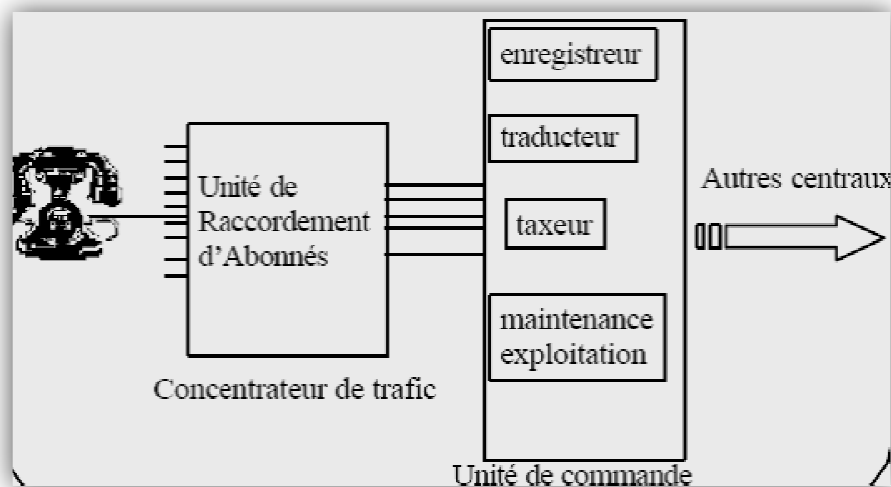 enregistreur
traducteur
Unité de
Raccordement
d'Abonnés
taxeur
Autres centraux
maintenance
exploitation
Concentrateur de trafic
Unité de commande